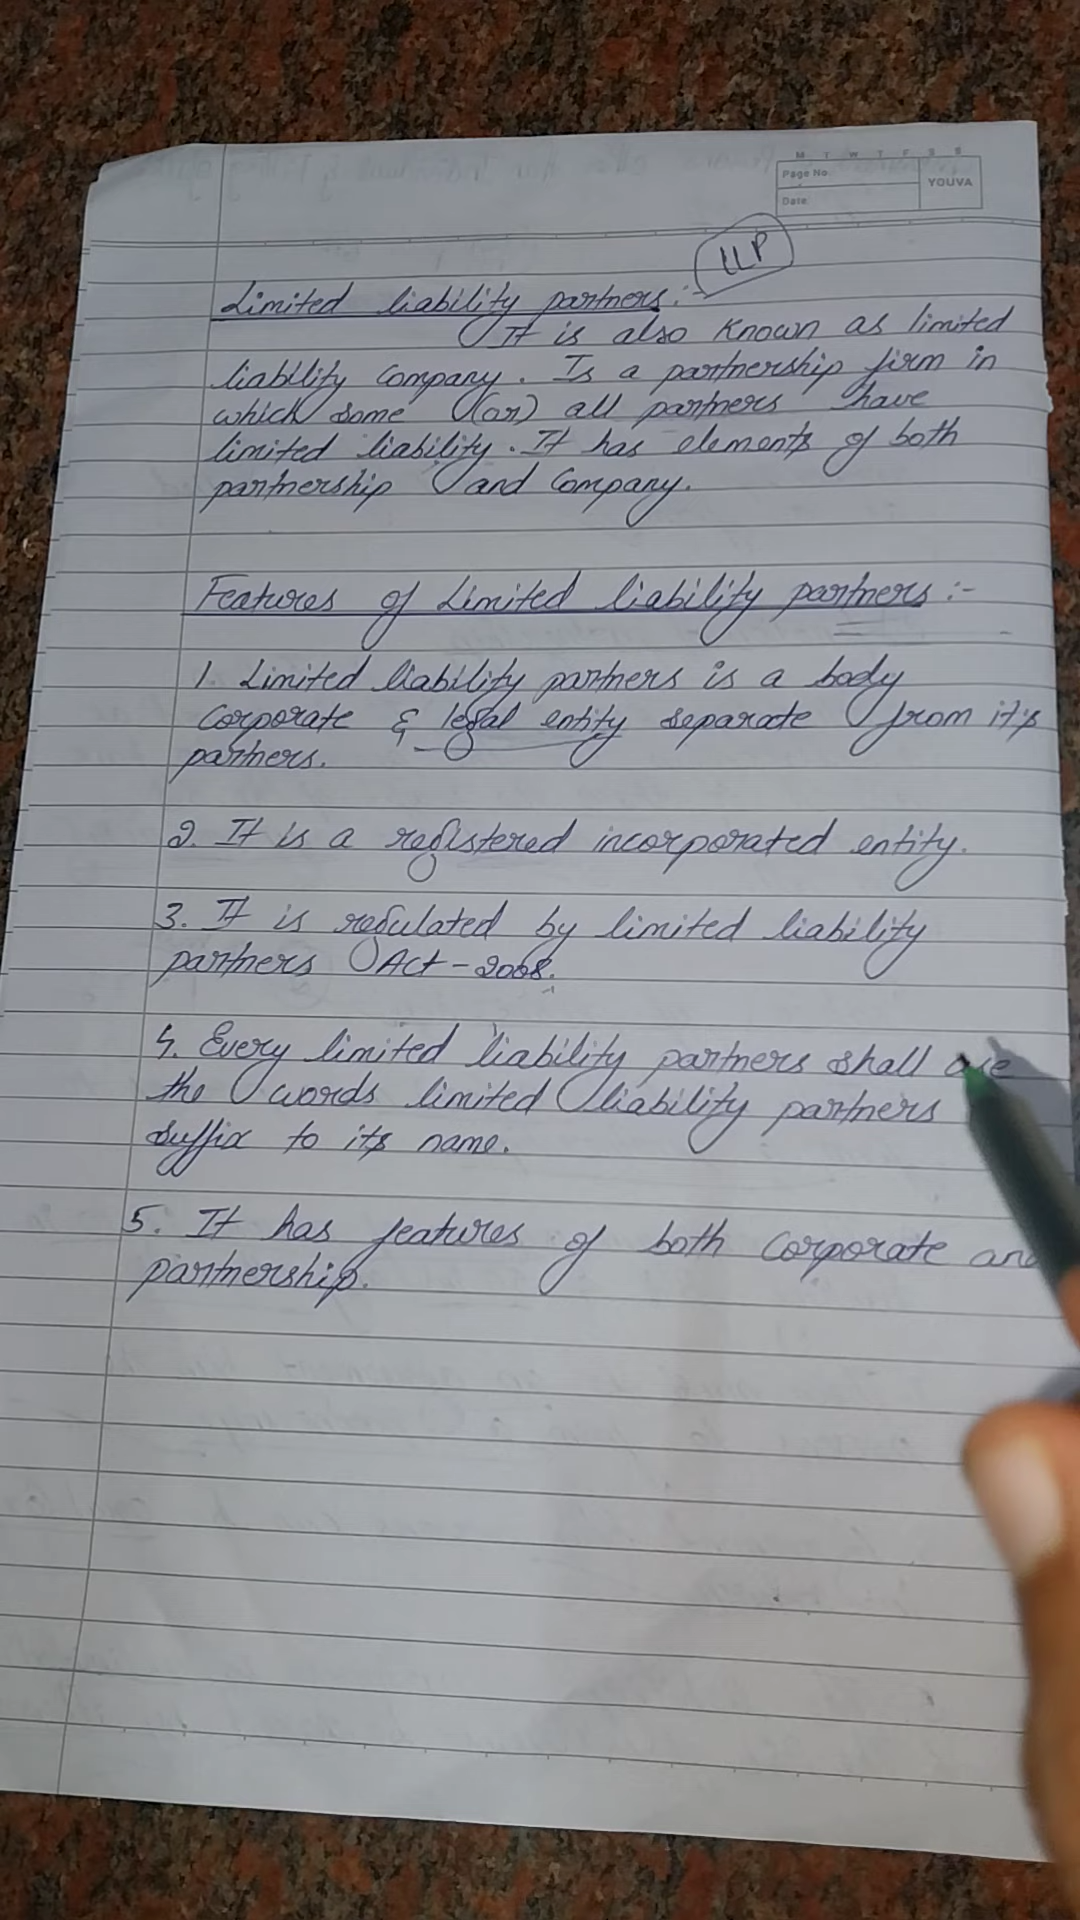 M T W T F S S
Page No.
YOUVA
Date
LLP
Limited liability partners:-
It is also known as limited
liability company. Is a partnership firm in
which some (or) all partners have
limited liability. It has elements of both
partnership and company.
Features of Limited liability partners:-
1. Limited liability partners is a body
corporate & legal entity separate from it's
partners.
2. It is a registered incorporated entity.
3. It is regulated by limited liability
partners Act-2008.
4. Every limited liability partners shall use
the words limited liability partners
suffix to its name.
5. It has features of both corporate and
partnership.